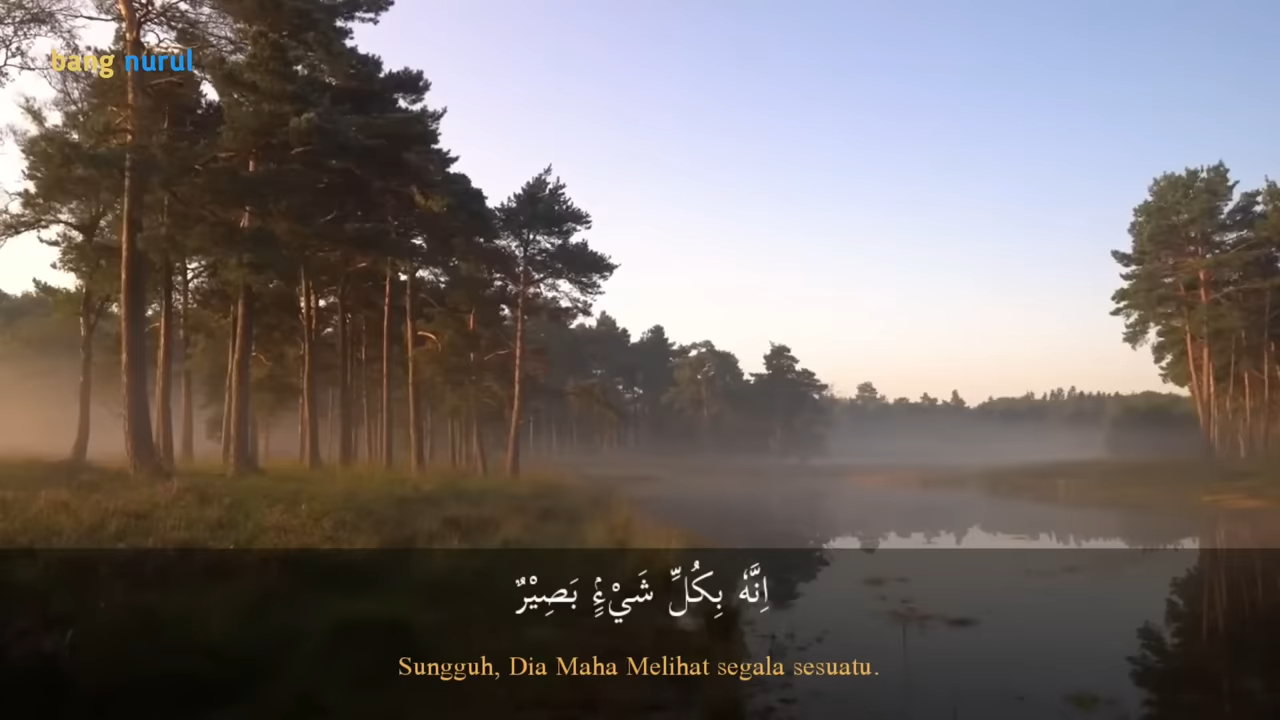 bang nurul
اِنَّهٗ بِكُلِّ شَيْءٍۢ بَصِيْرٌ
Sungguh, Dia Maha Melihat segala sesuatu.